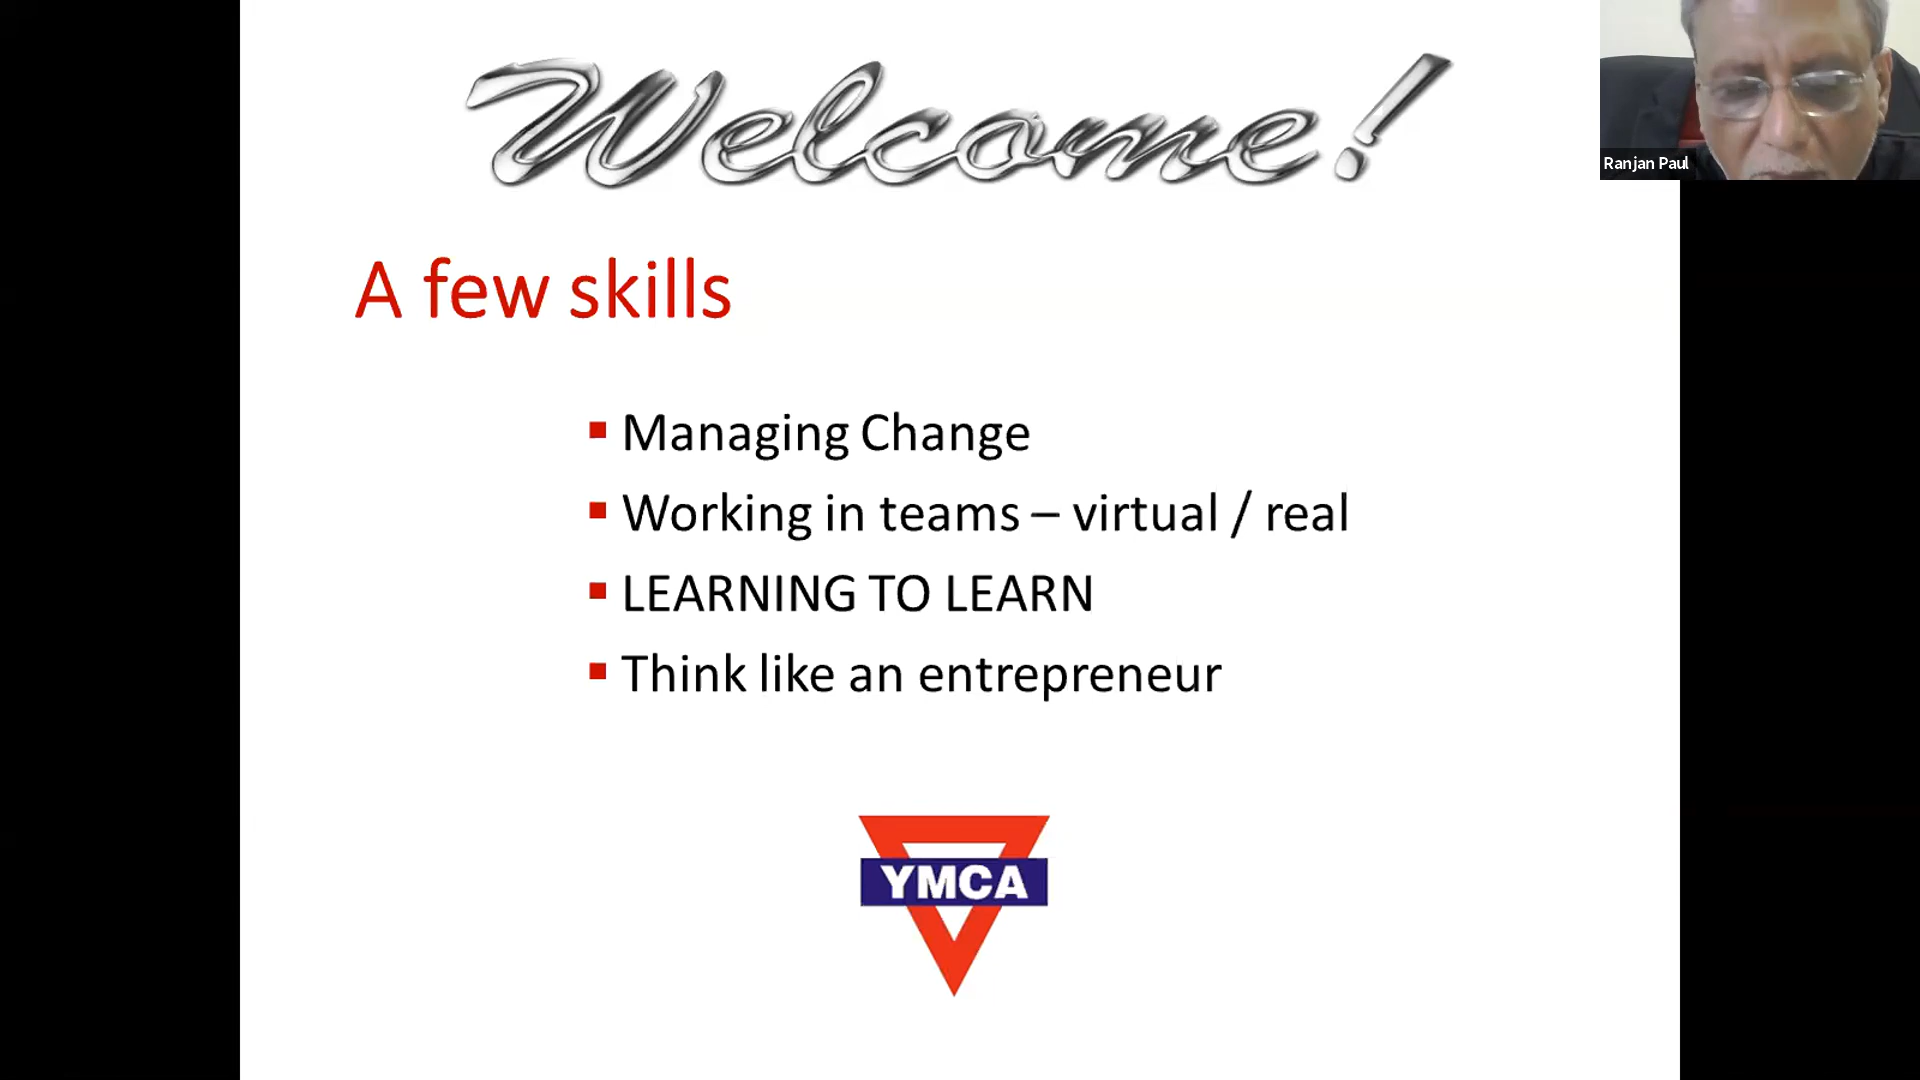 Welcome!
Ranjan Paul
A few skills
Managing Change
Working in teams – virtual / real
LEARNING TO LEARN
Think like an entrepreneur
YMCA